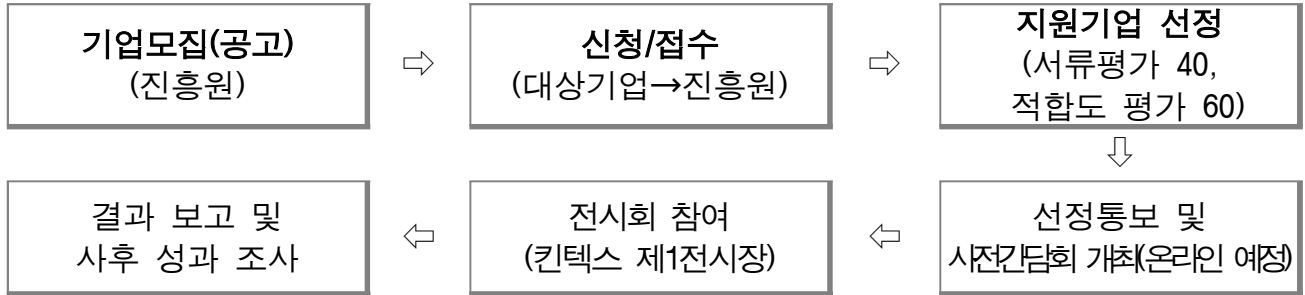 기업모집(공고)
(진흥원)
⇨
신청/접수
(대상기업→진흥원)
⇨
지원기업 선정
(서류평가 40,
적합도 평가 60)
⇩
선정통보 및
사전간담회 개최(온라인 예정)
⇦
전시회 참여
(킨텍스 제1전시장)
⇦
결과 보고 및
사후 성과 조사